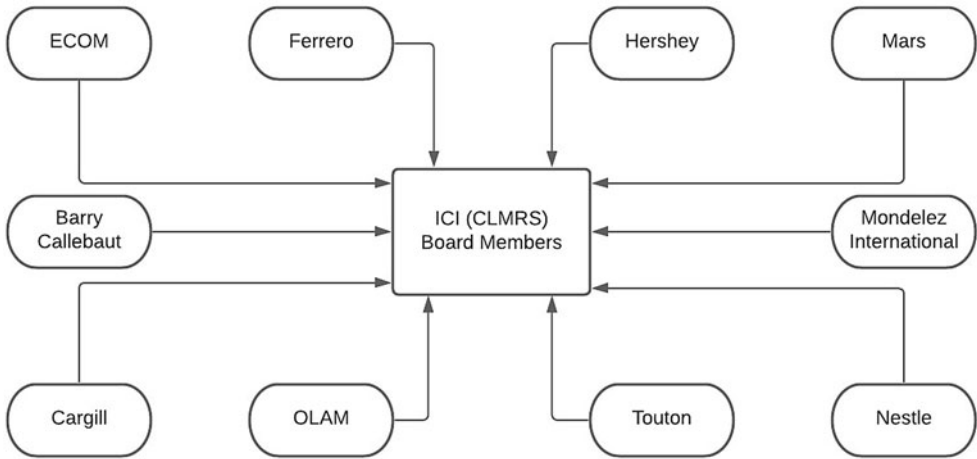 ECOM
Ferrero
Hershey
Mars
Barry
Callebaut
ICI (CLMRS)
Board Members
Mondelez
International
Cargill
OLAM
Touton
Nestle